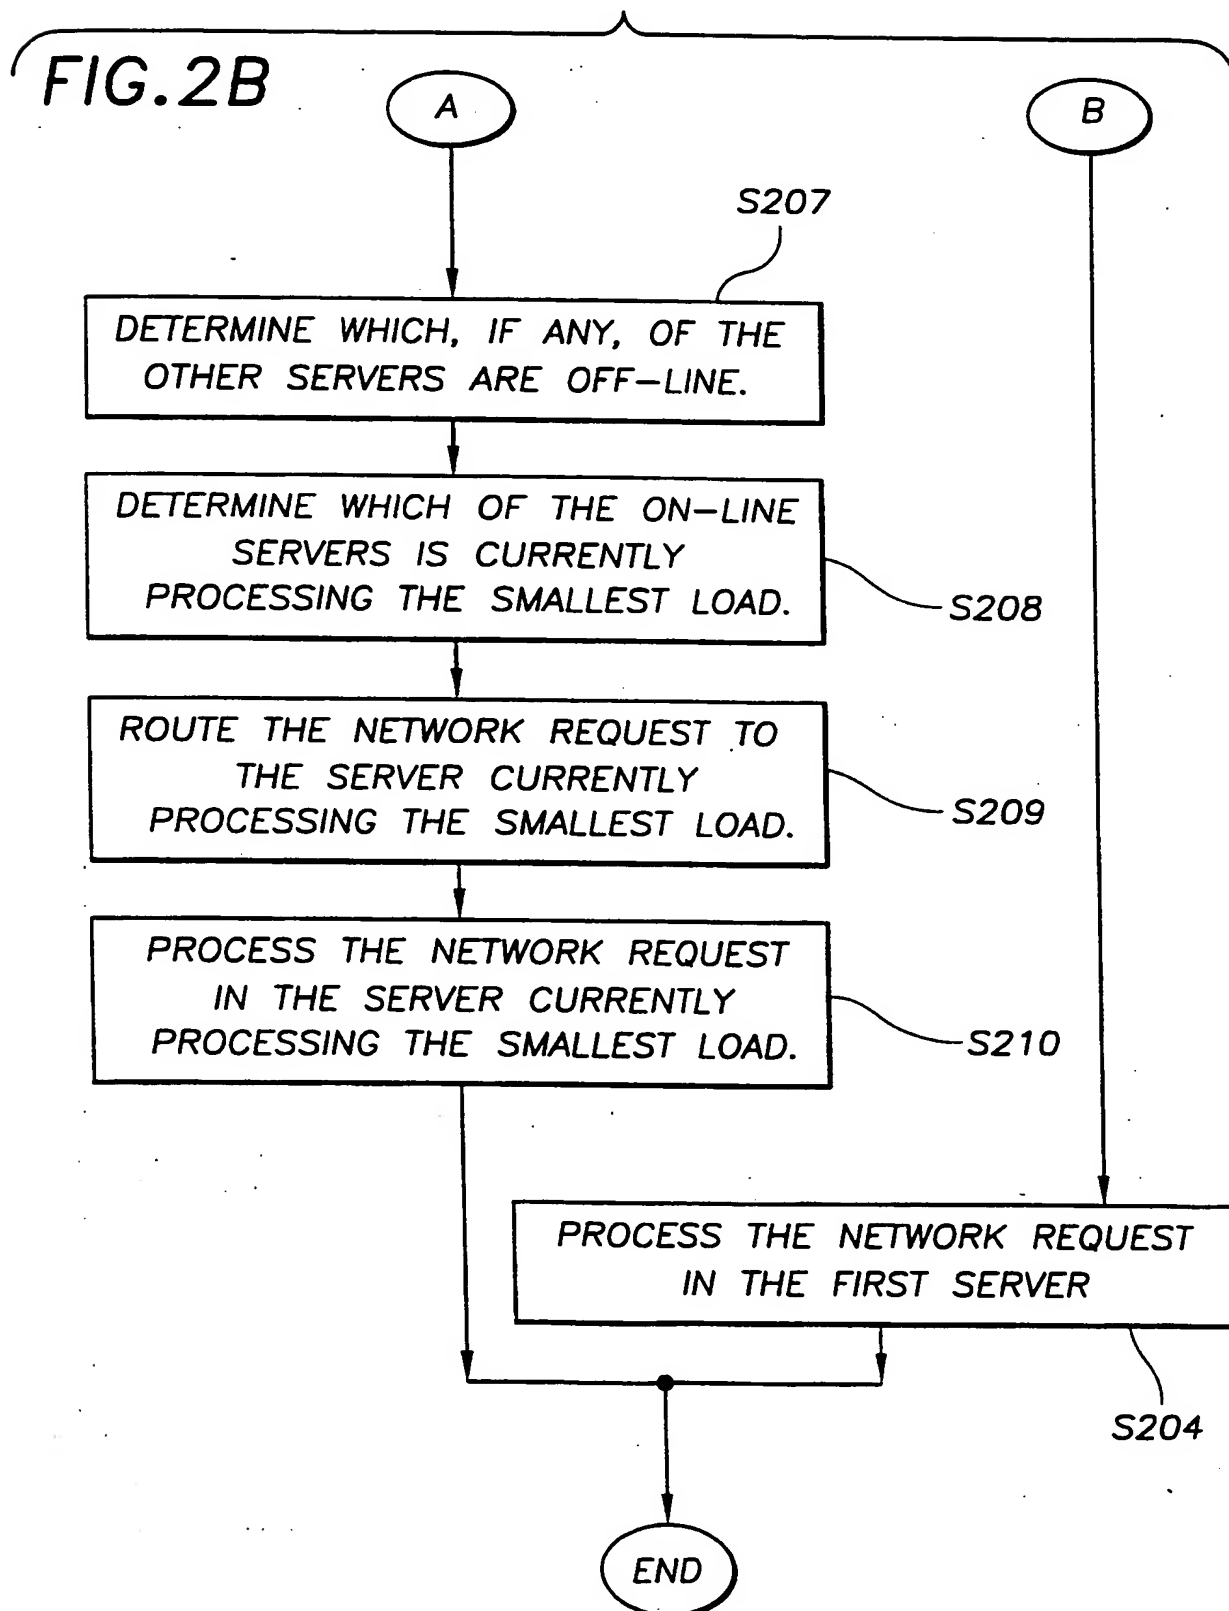 FIG.2B
A
B
S207
DETERMINE WHICH, IF ANY, OF THE
OTHER SERVERS ARE OFF-LINE.
DETERMINE WHICH OF THE ON-LINE
SERVERS IS CURRENTLY
PROCESSING THE SMALLEST LOAD.
S208
ROUTE THE NETWORK REQUEST TO
THE SERVER CURRENTLY
PROCESSING THE SMALLEST LOAD.
S209
PROCESS THE NETWORK REQUEST
IN THE SERVER CURRENTLY
PROCESSING THE SMALLEST LOAD.
S210
PROCESS THE NETWORK REQUEST
IN THE FIRST SERVER
S204
END